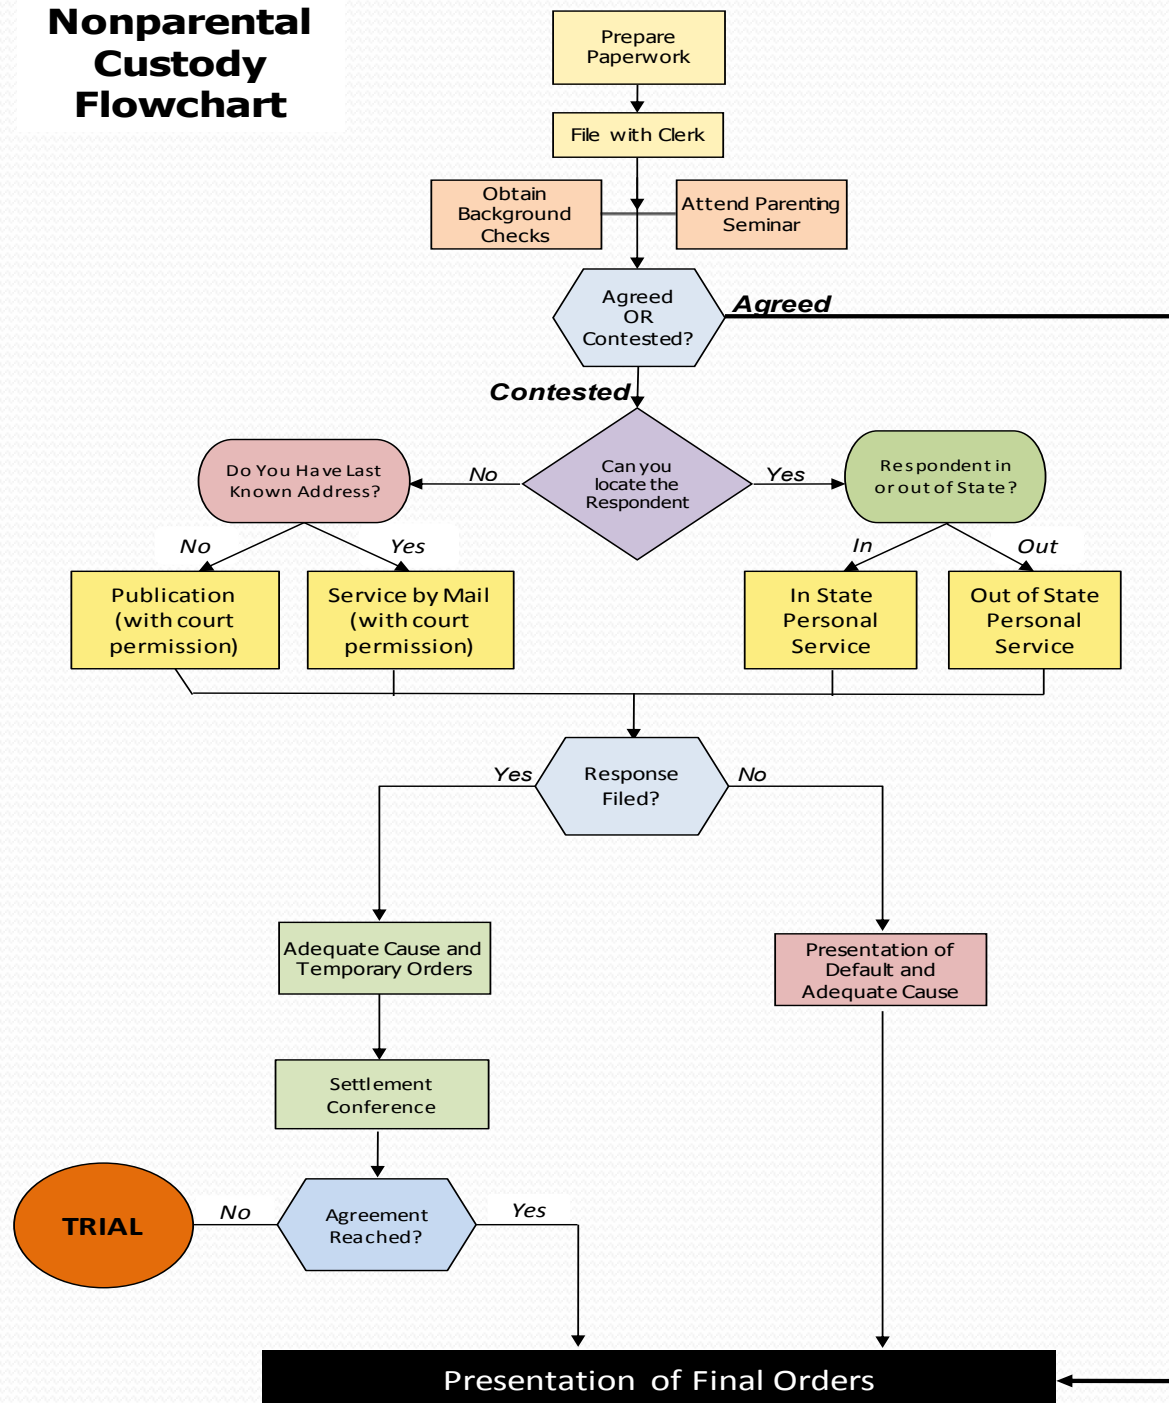 Nonparental
Custody
Flowchart
Prepare
Paperwork
File with Clerk
Obtain
Background
Checks
Attend Parenting
Seminar
Agreed
OR
Contested?
Agreed
Contested
Can you
locate the
Respondent
No
Yes
Do You Have Last
Known Address?
Respondent in
or out of State?
No
Yes
In
Out
Publication
(with court
permission)
Service by Mail
(with court
permission)
In State
Personal
Service
Out of State
Personal
Service
Response
Filed?
Yes
No
Adequate Cause and
Temporary Orders
Presentation of
Default and
Adequate Cause
Settlement
Conference
Agreement
Reached?
No
Yes
TRIAL
Presentation of Final Orders